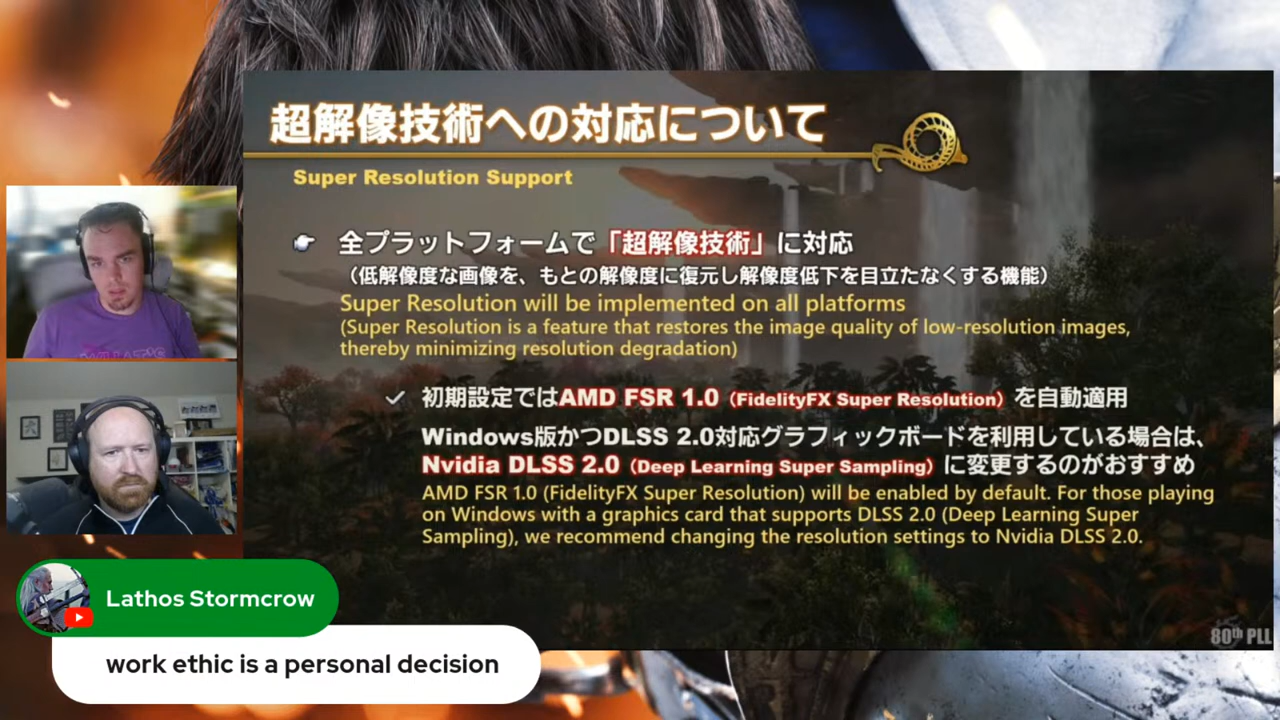 超解像技術への対応について
Super Resolution Support
全プラットフォームで「超解像技術」に対応
（低解像度な画像を、もとの解像度に復元し解像度低下を目立たなくする機能）
Super Resolution will be implemented on all platforms
(Super Resolution is a feature that restores the image quality of low-resolution images,
thereby minimizing resolution degradation)
初期設定ではAMD FSR 1.0（FidelityFX Super Resolution）を自動適用
Windows版かつDLSS 2.0対応グラフィックボードを利用している場合は、
Nvidia DLSS 2.0（Deep Learning Super Sampling）に変更するのがおすすめ
AMD FSR 1.0 (FidelityFX Super Resolution) will be enabled by default. For those playing
on Windows with a graphics card that supports DLSS 2.0 (Deep Learning Super
Sampling), we recommend changing the resolution settings to Nvidia DLSS 2.0.
80th PLL
WHAT'S
Lathos Stormcrow
work ethic is a personal decision